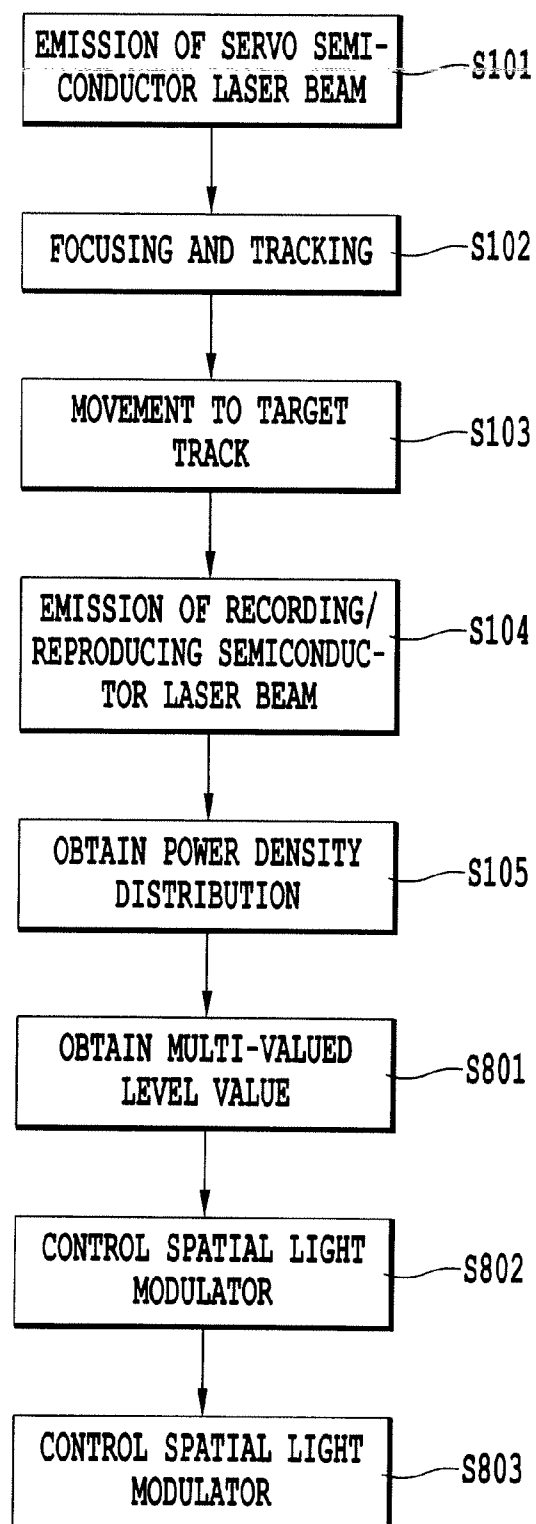 EMISSION OF SERVO SEMI-
CONDUCTOR LASER BEAM
S101
FOCUSING AND TRACKING
S102
MOVEMENT TO TARGET
TRACK
S103
EMISSION OF RECORDING/
REPRODUCING SEMICONDUC-
TOR LASER BEAM
S104
OBTAIN POWER DENSITY
DISTRIBUTION
S105
OBTAIN MULTI-VALUED
LEVEL VALUE
S801
CONTROL SPATIAL LIGHT
MODULATOR
S802
CONTROL SPATIAL LIGHT
MODULATOR
S803